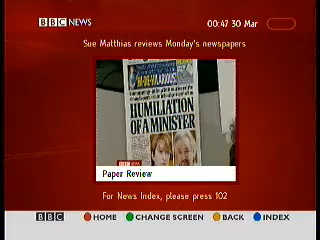 BBC NEWS
00:47 30 Mar
Sue Matthias reviews Monday's newspapers
HUMILIATION
OF A MINISTER
BBC NEWS
Paper Review
For News Index, please press 102
BBC HOME CHANGE SCREEN BACK INDEX